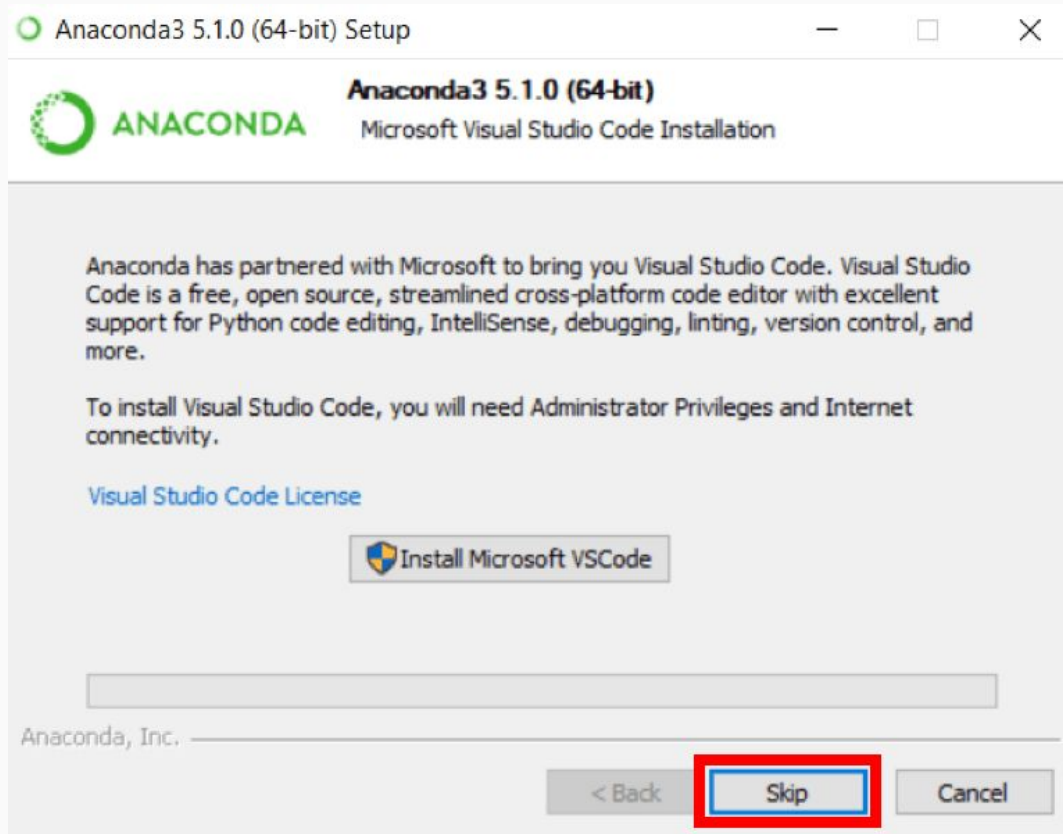 Anaconda3 5.1.0 (64-bit) Setup
ANACONDA
Anaconda3 5.1.0 (64-bit)
Microsoft Visual Studio Code Installation
Anaconda has partnered with Microsoft to bring you Visual Studio Code. Visual Studio
Code is a free, open source, streamlined cross-platform code editor with excellent
support for Python code editing, IntelliSense, debugging, linting, version control, and
more.
To install Visual Studio Code, you will need Administrator Privileges and Internet
connectivity.
Visual Studio Code License
Install Microsoft VSCode
Anaconda, Inc.
< Back
Skip
Cancel